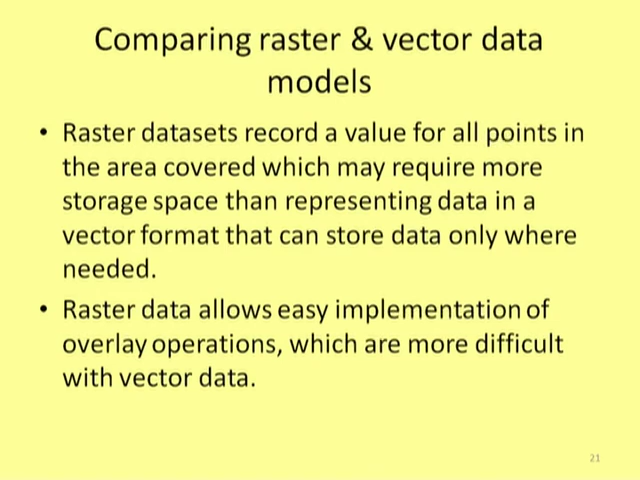 Comparing raster & vector data
models
• Raster datasets record a value for all points in
the area covered which may require more
storage space than representing data in a
vector format that can store data only where
needed.
• Raster data allows easy implementation of
overlay operations, which are more difficult
with vector data.
21